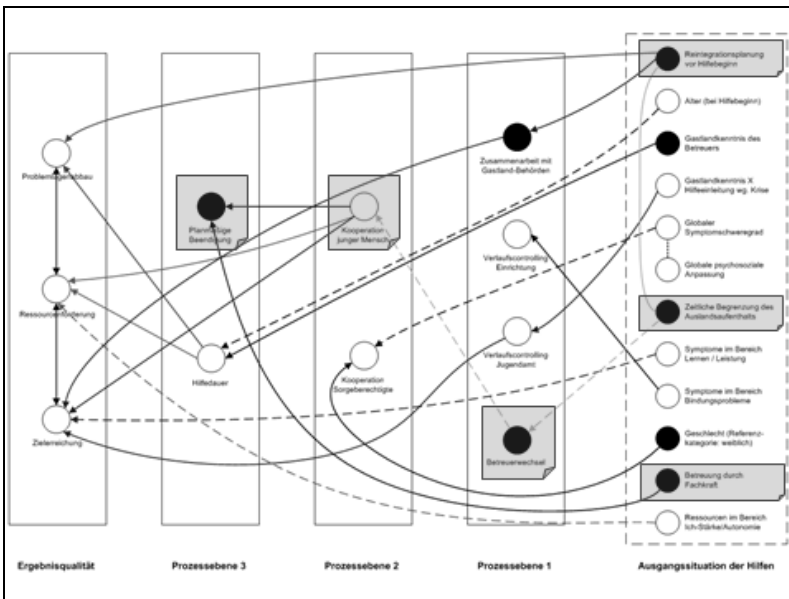 Reintegrationsplanung
vor Hilfebeginn
Alter (bei Hilfebeginn)
Gastlandkenntnis des
Betreuers
Gastlandkenntnis X
Hilfeeinleitung wg. Krise
Globaler
Symptomschweregrad
Globale psychosoziale
Anpassung
Zeitliche Begrenzung des
Auslandsaufenthalts
Symptome im Bereich
Lernen / Leistung
Symptome im Bereich
Bindungsprobleme
Geschlecht (Referenz-
kategorie: weiblich)
Betreuung durch
Fachkraft
Ressourcen im Bereich
Ich-Stärke/Autonomie
Zusammenarbeit mit
Gastland-Behörden
Verlaufscontrolling
Einrichtung
Verlaufscontrolling
Jugendamt
Betreuerwechsel
Kooperation
junger Mensch
Kooperation
Sorgeberechtigte
Planmäßige
Beendigung
Hilfedauer
Problemlagenabbau
Ressourcenförderung
Zielerreichung
Ergebnisqualität
Prozessebene 3
Prozessebene 2
Prozessebene 1
Ausgangssituation der Hilfen